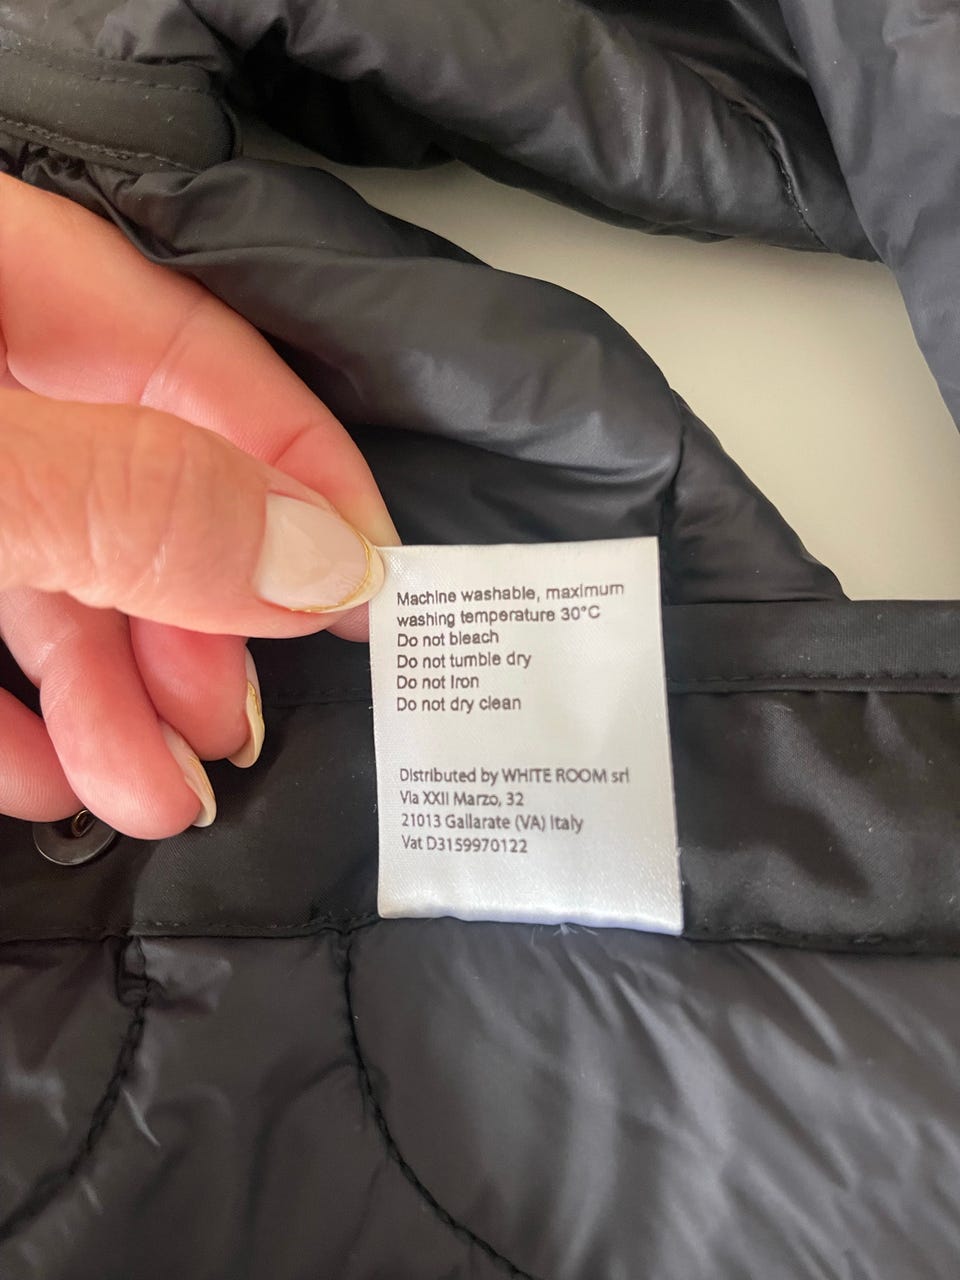 Machine washable, maximum
washing temperature 30°C
Do not bleach
Do not tumble dry
Do not Iron
Do not dry clean
Distributed by WHITE ROOM srl
Via XXII Marzo, 32
21013 Gallarate (VA) Italy
Vat D3159970122